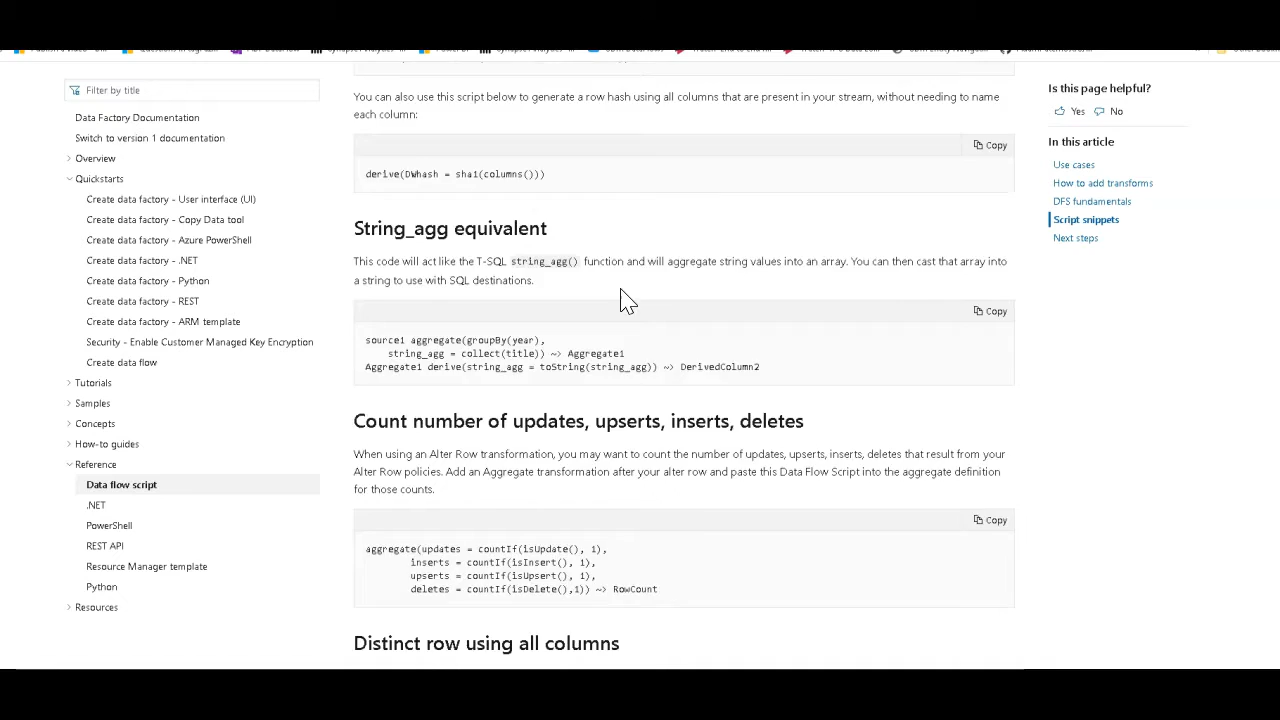 Filter by title
Data Factory Documentation
Switch to version 1 documentation
Overview
Quickstarts
Create data factory - User interface (UI)
Create data factory - Copy Data tool
Create data factory - Azure PowerShell
Create data factory - .NET
Create data factory - Python
Create data factory - REST
Create data factory - ARM template
Security - Enable Customer Managed Key Encryption
Create data flow
Tutorials
Samples
Concepts
How-to guides
Reference
Data flow script
.NET
PowerShell
REST API
Resource Manager template
Python
Resources
You can also use this script below to generate a row hash using all columns that are present in your stream, without needing to name
each column:
Copy
derive(DWhash = sha1(columns()))
String_agg equivalent
This code will act like the T-SQL string_agg() function and will aggregate string values into an array. You can then cast that array into
a string to use with SQL destinations.
Copy
source1 aggregate(groupBy(year),
string_agg = collect(title)) ~> Aggregate1
Aggregate1 derive(string_agg = toString(string_agg)) ~> DerivedColumn2
Count number of updates, upserts, inserts, deletes
When using an Alter Row transformation, you may want to count the number of updates, upserts, inserts, deletes that result from your
Alter Row policies. Add an Aggregate transformation after your alter row and paste this Data Flow Script into the aggregate definition
for those counts.
Copy
aggregate(updates = countIf(isUpdate(), 1),
inserts = countIf(isInsert(), 1),
upserts = countIf(isUpsert(), 1),
deletes = countIf(isDelete(),1)) ~> RowCount
Distinct row using all columns
Is this page helpful?
Yes No
In this article
Use cases
How to add transforms
DFS fundamentals
Script snippets
Next steps